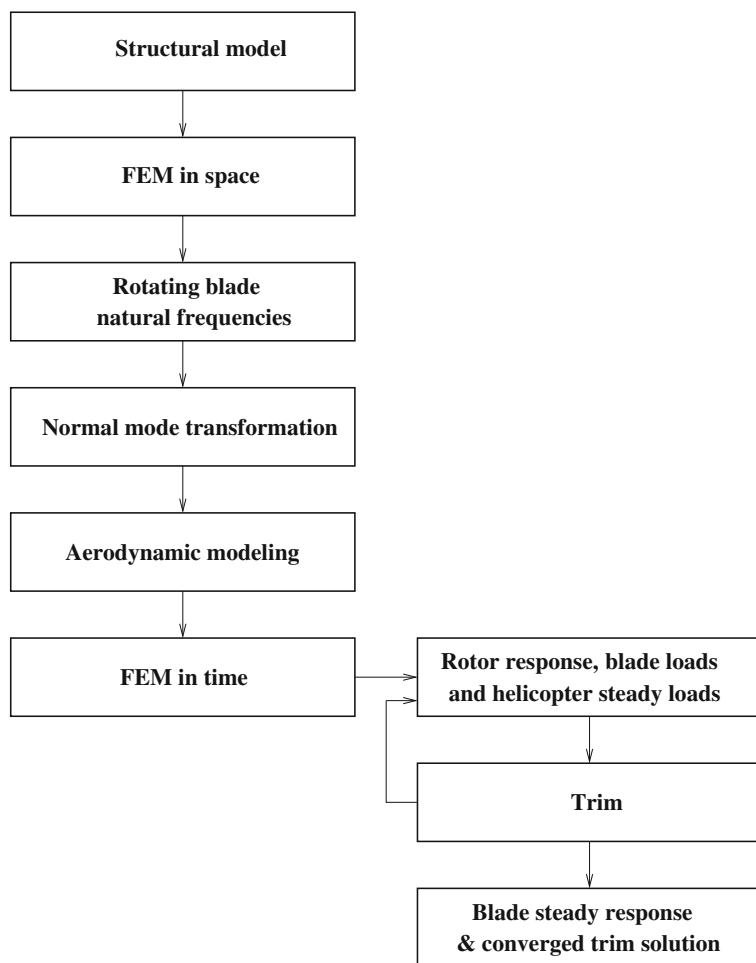 Structural model
FEM in space
Rotating blade
natural frequencies
Normal mode transformation
Aerodynamic modeling
FEM in time
Rotor response, blade loads
and helicopter steady loads
Trim
Blade steady response
& converged trim solution